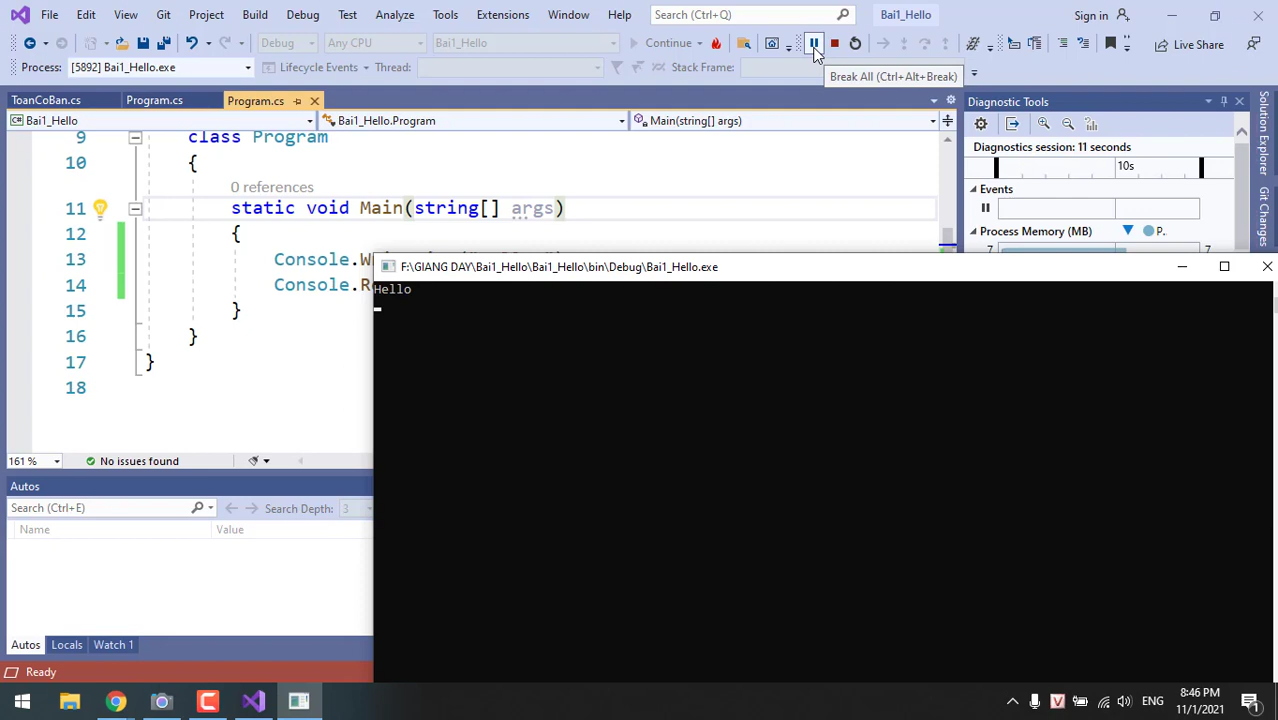 File Edit View Git Project Build Debug Test Analyze Tools Extensions Window Help Search (Ctrl+Q) Bai1_Hello Sign in
Debug Any CPU Bai1_Hello Continue Live Share
Process: [5892] Bai1_Hello.exe Lifecycle Events Thread: Stack Frame:
Break All (Ctrl+Alt+Break)
ToanCoBan.cs Program.cs Program.cs
Bai1_Hello Bai1_Hello.Program Main(string[] args)
9 class Program
10 {
0 references
11 static void Main(string[] args)
12 {
13 Console.W
14 Console.R
15 }
16 }
17 }
18
161 % No issues found
Diagnostic Tools
Diagnostics session: 11 seconds
10s
Events
Process Memory (MB) P..
7 7
Solution Explorer
F:\GIANG DAY\Bai1_Hello\Bai1_Hello\bin\Debug\Bai1_Hello.exe
Hello
Autos
Search (Ctrl+E) Search Depth: 3
Name Value
Autos Locals Watch 1
Ready
ENG
8:46 PM
11/1/2021
1